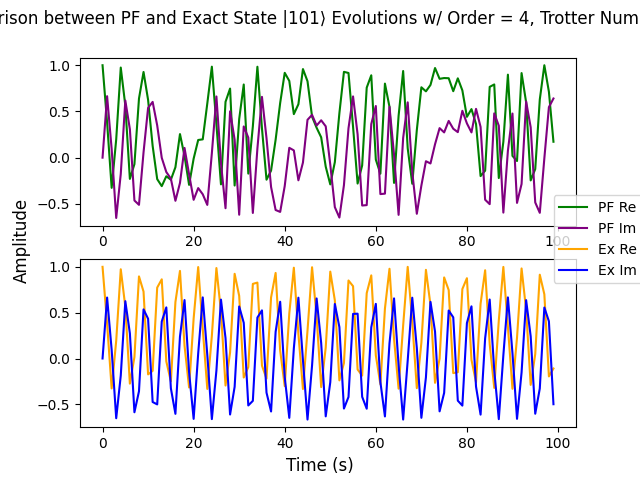 rison between PF and Exact State |101⟩ Evolutions w/ Order = 4, Trotter Num
1.0
0.5
0.0
−0.5
0
20
40
60
80
100
PF Re
PF Im
Ex Re
Ex Im
Amplitude
1.0
0.5
0.0
−0.5
0
20
40
60
80
100
Time (s)